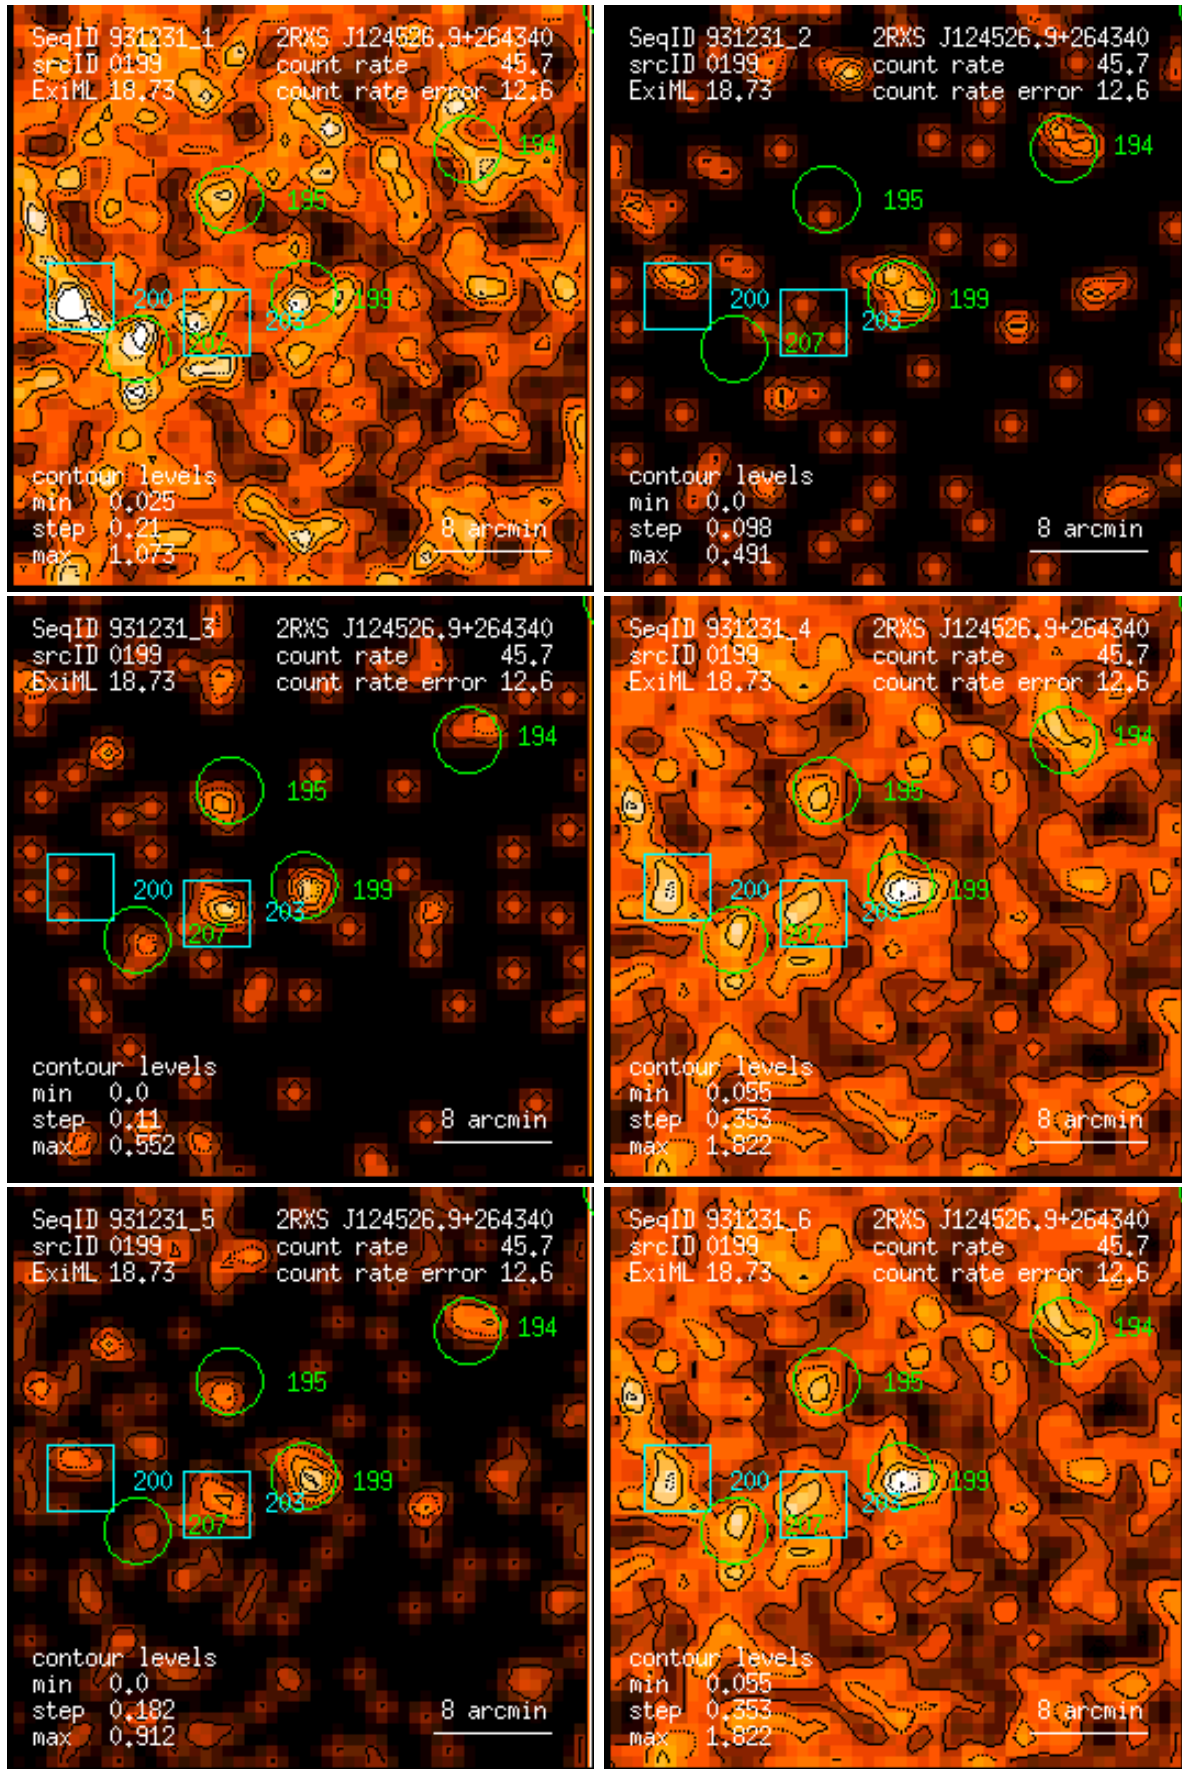 SeqID 931231_1 2RXS J124526.9+264340
srcID 0199 count rate 45.7
ExiML 18.73 count rate error 12.6
194
195
200 199
203
207
contour levels
min 0.025
step 0.21 8 arcmin
max 1.073
SeqID 931231_2 2RXS J124526.9+264340
srcID 0199 count rate 45.7
ExiML 18.73 count rate error 12.6
194
195
200 199
203
207
contour levels
min 0.0
step 0.098 8 arcmin
max 0.491
SeqID 931231_3 2RXS J124526.9+264340
srcID 0199 count rate 45.7
ExiML 18.73 count rate error 12.6
194
195
200 199
203
207
contour levels
min 0.0
step 0.11 8 arcmin
max 0.552
SeqID 931231_4 2RXS J124526.9+264340
srcID 0199 count rate 45.7
ExiML 18.73 count rate error 12.6
194
195
200 199
203
207
contour levels
min 0.055
step 0.353 8 arcmin
max 1.822
SeqID 931231_5 2RXS J124526.9+264340
srcID 0199 count rate 45.7
ExiML 18.73 count rate error 12.6
194
195
200 199
203
207
contour levels
min 0.0
step 0.182 8 arcmin
max 0.912
SeqID 931231_6 2RXS J124526.9+264340
srcID 0199 count rate 45.7
ExiML 18.73 count rate error 12.6
194
195
200 199
203
207
contour levels
min 0.055
step 0.353 8 arcmin
max 1.822